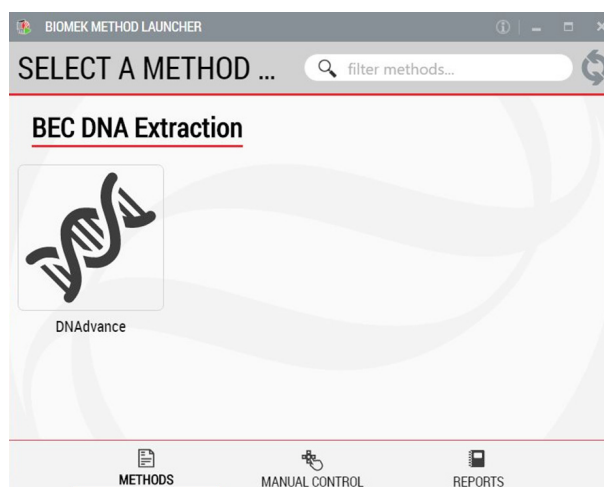 BIOMEK METHOD LAUNCHER
SELECT A METHOD ...
filter methods...
BEC DNA Extraction
DNAdvance
METHODS
MANUAL CONTROL
REPORTS